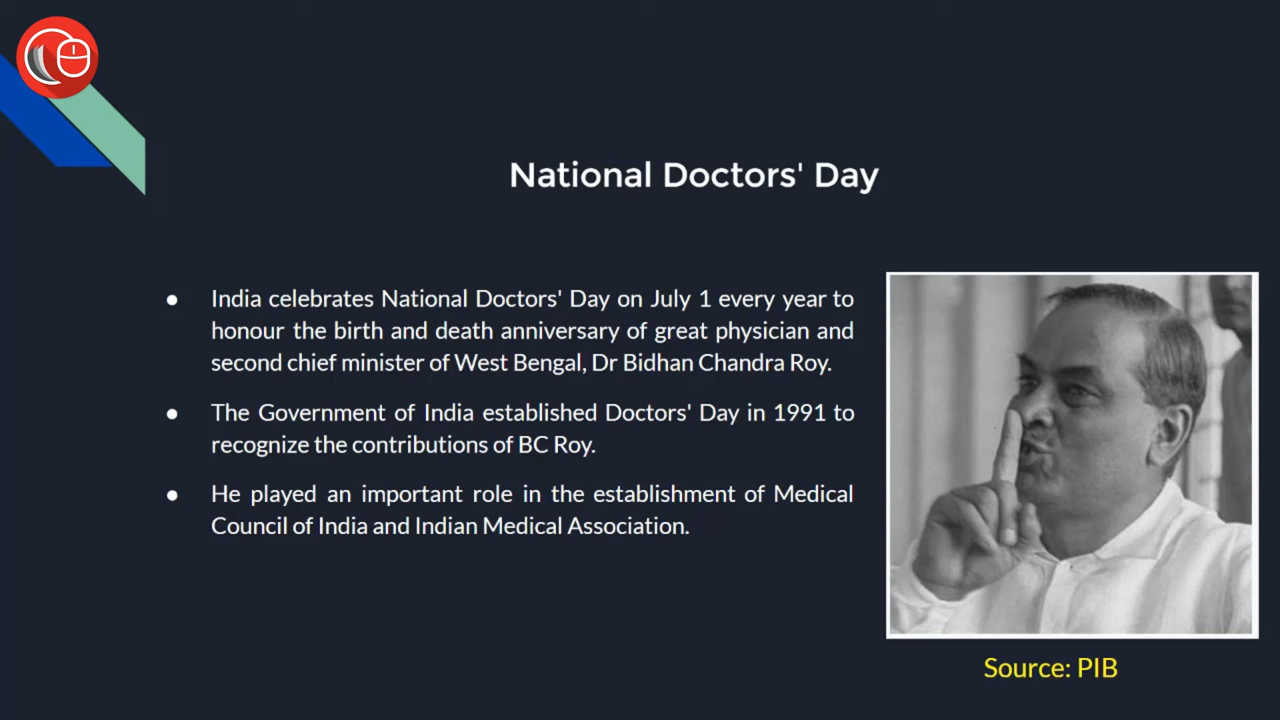 National Doctors' Day
● India celebrates National Doctors' Day on July 1 every year to
honour the birth and death anniversary of great physician and
second chief minister of West Bengal, Dr Bidhan Chandra Roy.
● The Government of India established Doctors' Day in 1991 to
recognize the contributions of BC Roy.
● He played an important role in the establishment of Medical
Council of India and Indian Medical Association.
Source: PIB